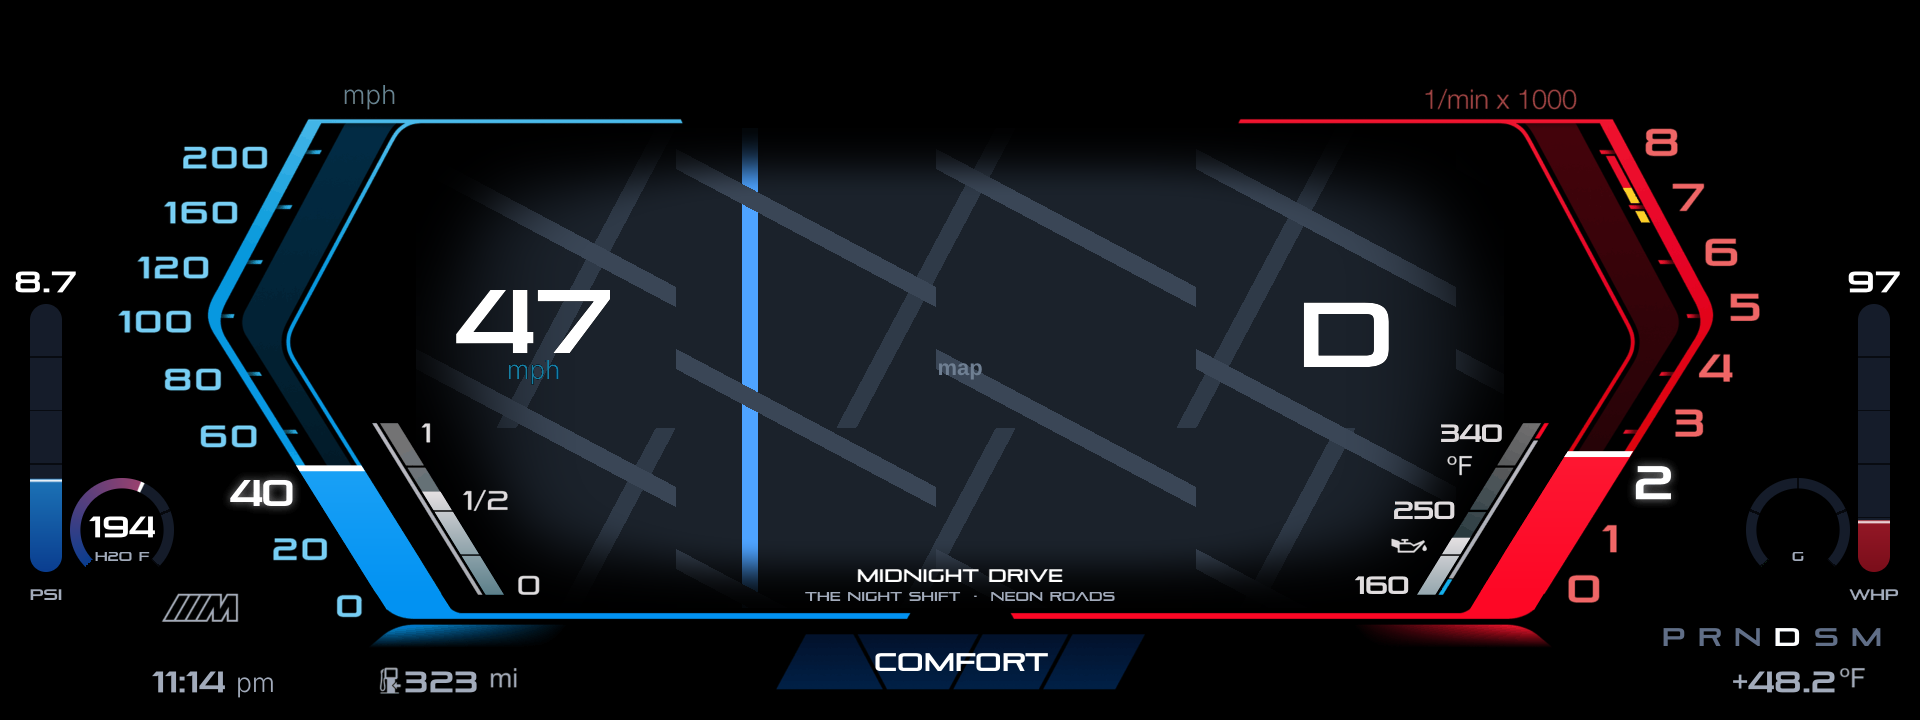 mph
1/min x 1000
200
160
120
100
80
60
40
20
0
8
7
6
5
4
3
2
1
0
8.7
PSI
194
H2O F
47
mph
map
D
1
1/2
0
340
°F
250
160
97
WHP
G
MIDNIGHT DRIVE
THE NIGHT SHIFT · NEON ROADS
COMFORT
M
P R N D S M
11:14 pm
323 mi
+48.2°F